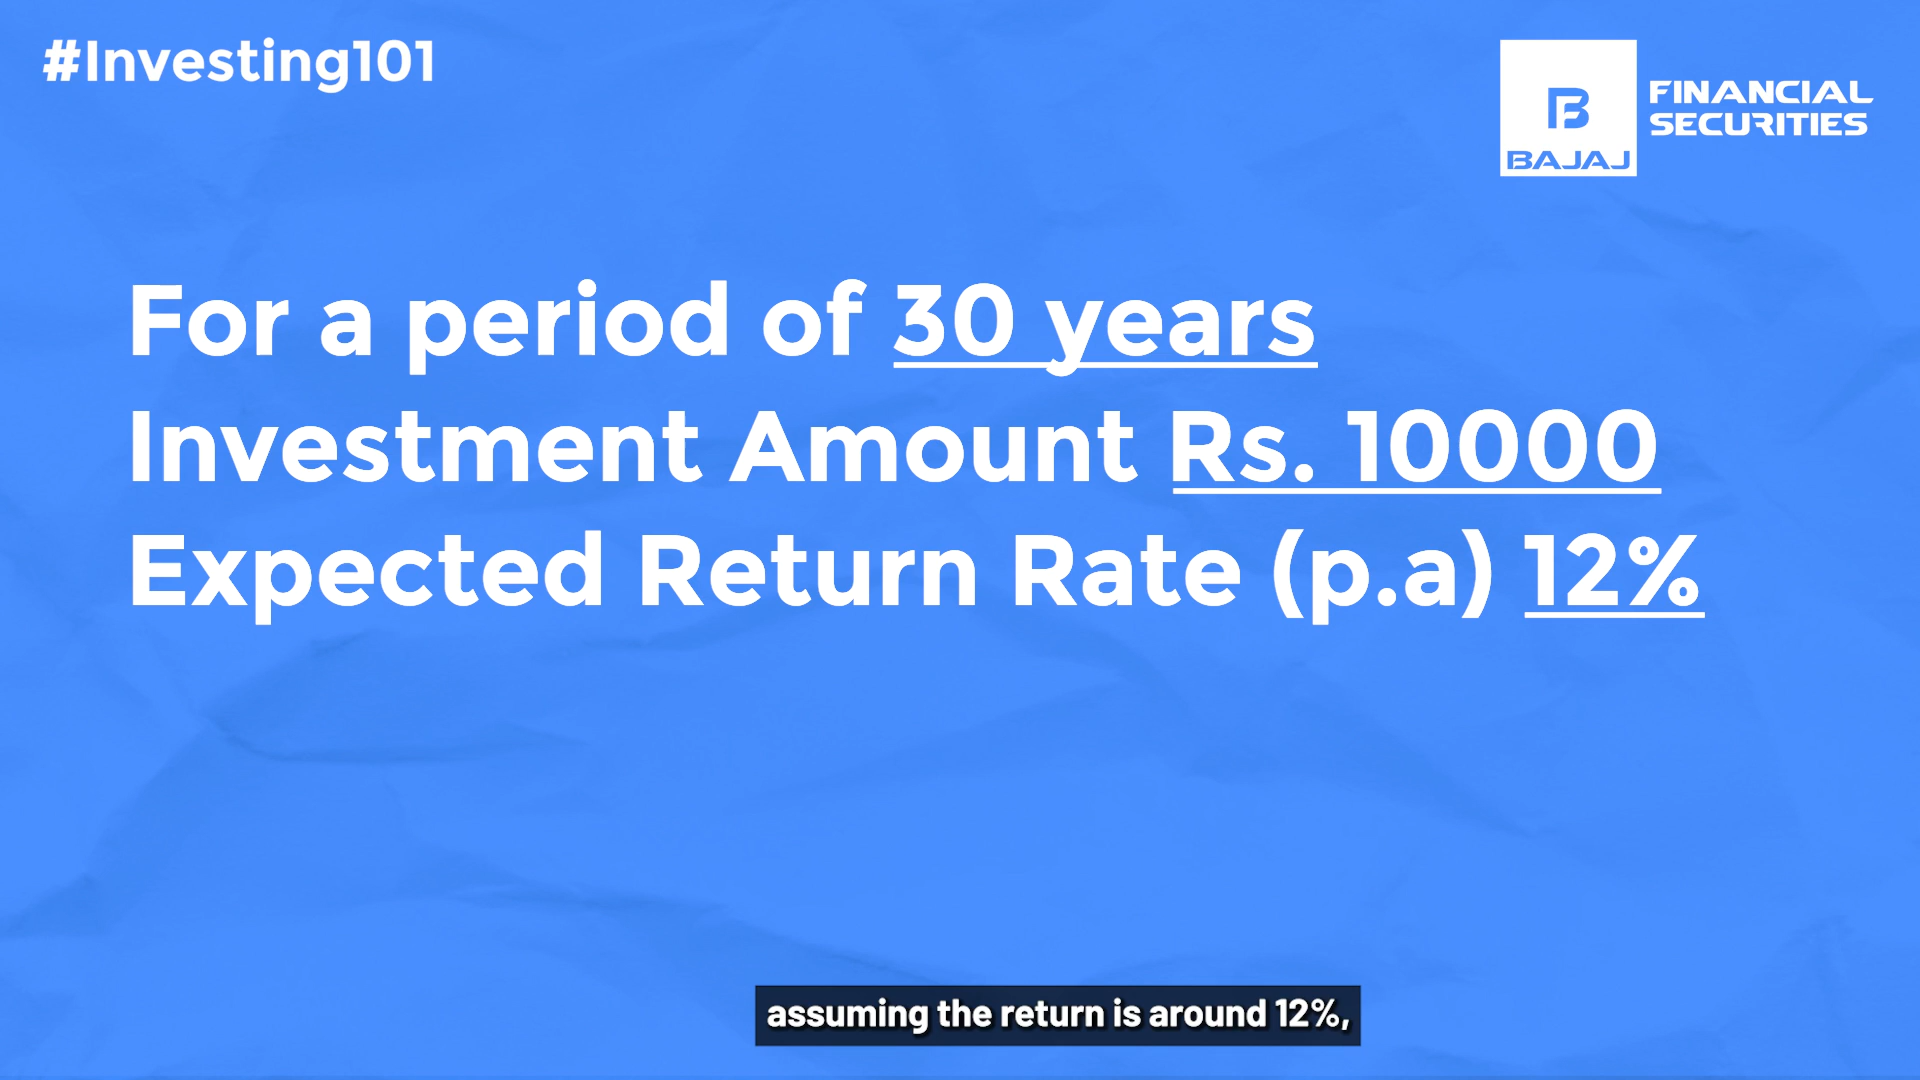 #Investing101
B
BAJAJ
FINANCIAL
SECURITIES
For a period of 30 years
Investment Amount Rs. 10000
Expected Return Rate (p.a) 12%
assuming the return is around 12%,